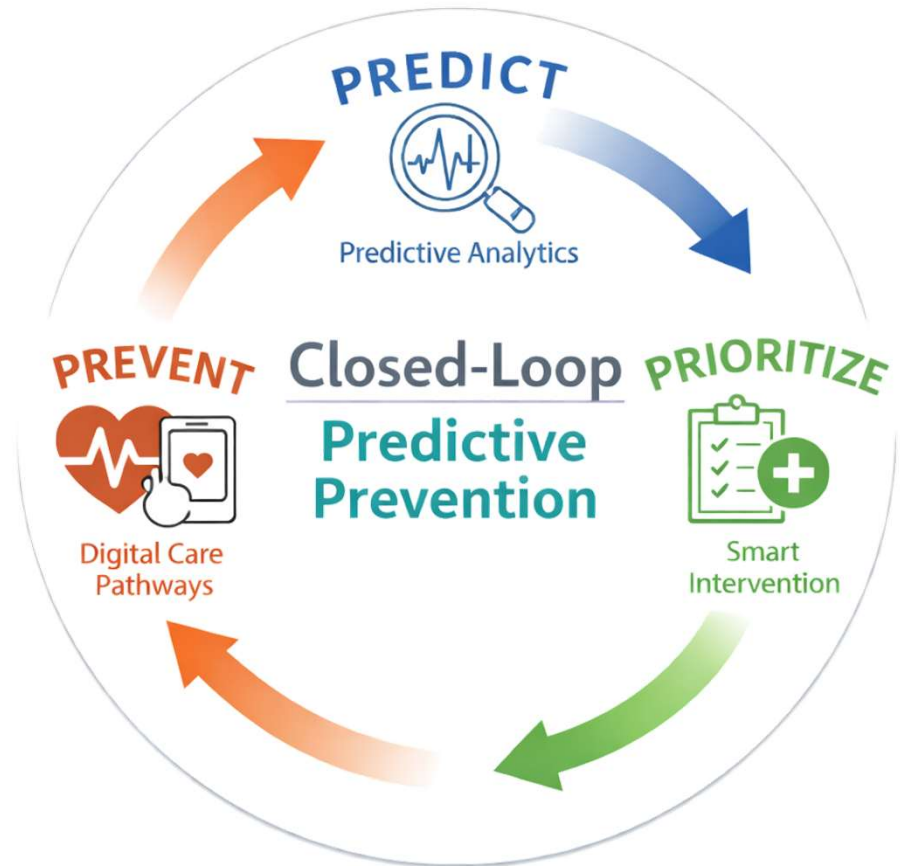 PREDICT
Predictive Analytics
PREVENT
Closed-Loop
PRIORITIZE
Predictive
Prevention
Digital Care
Pathways
Smart
Intervention